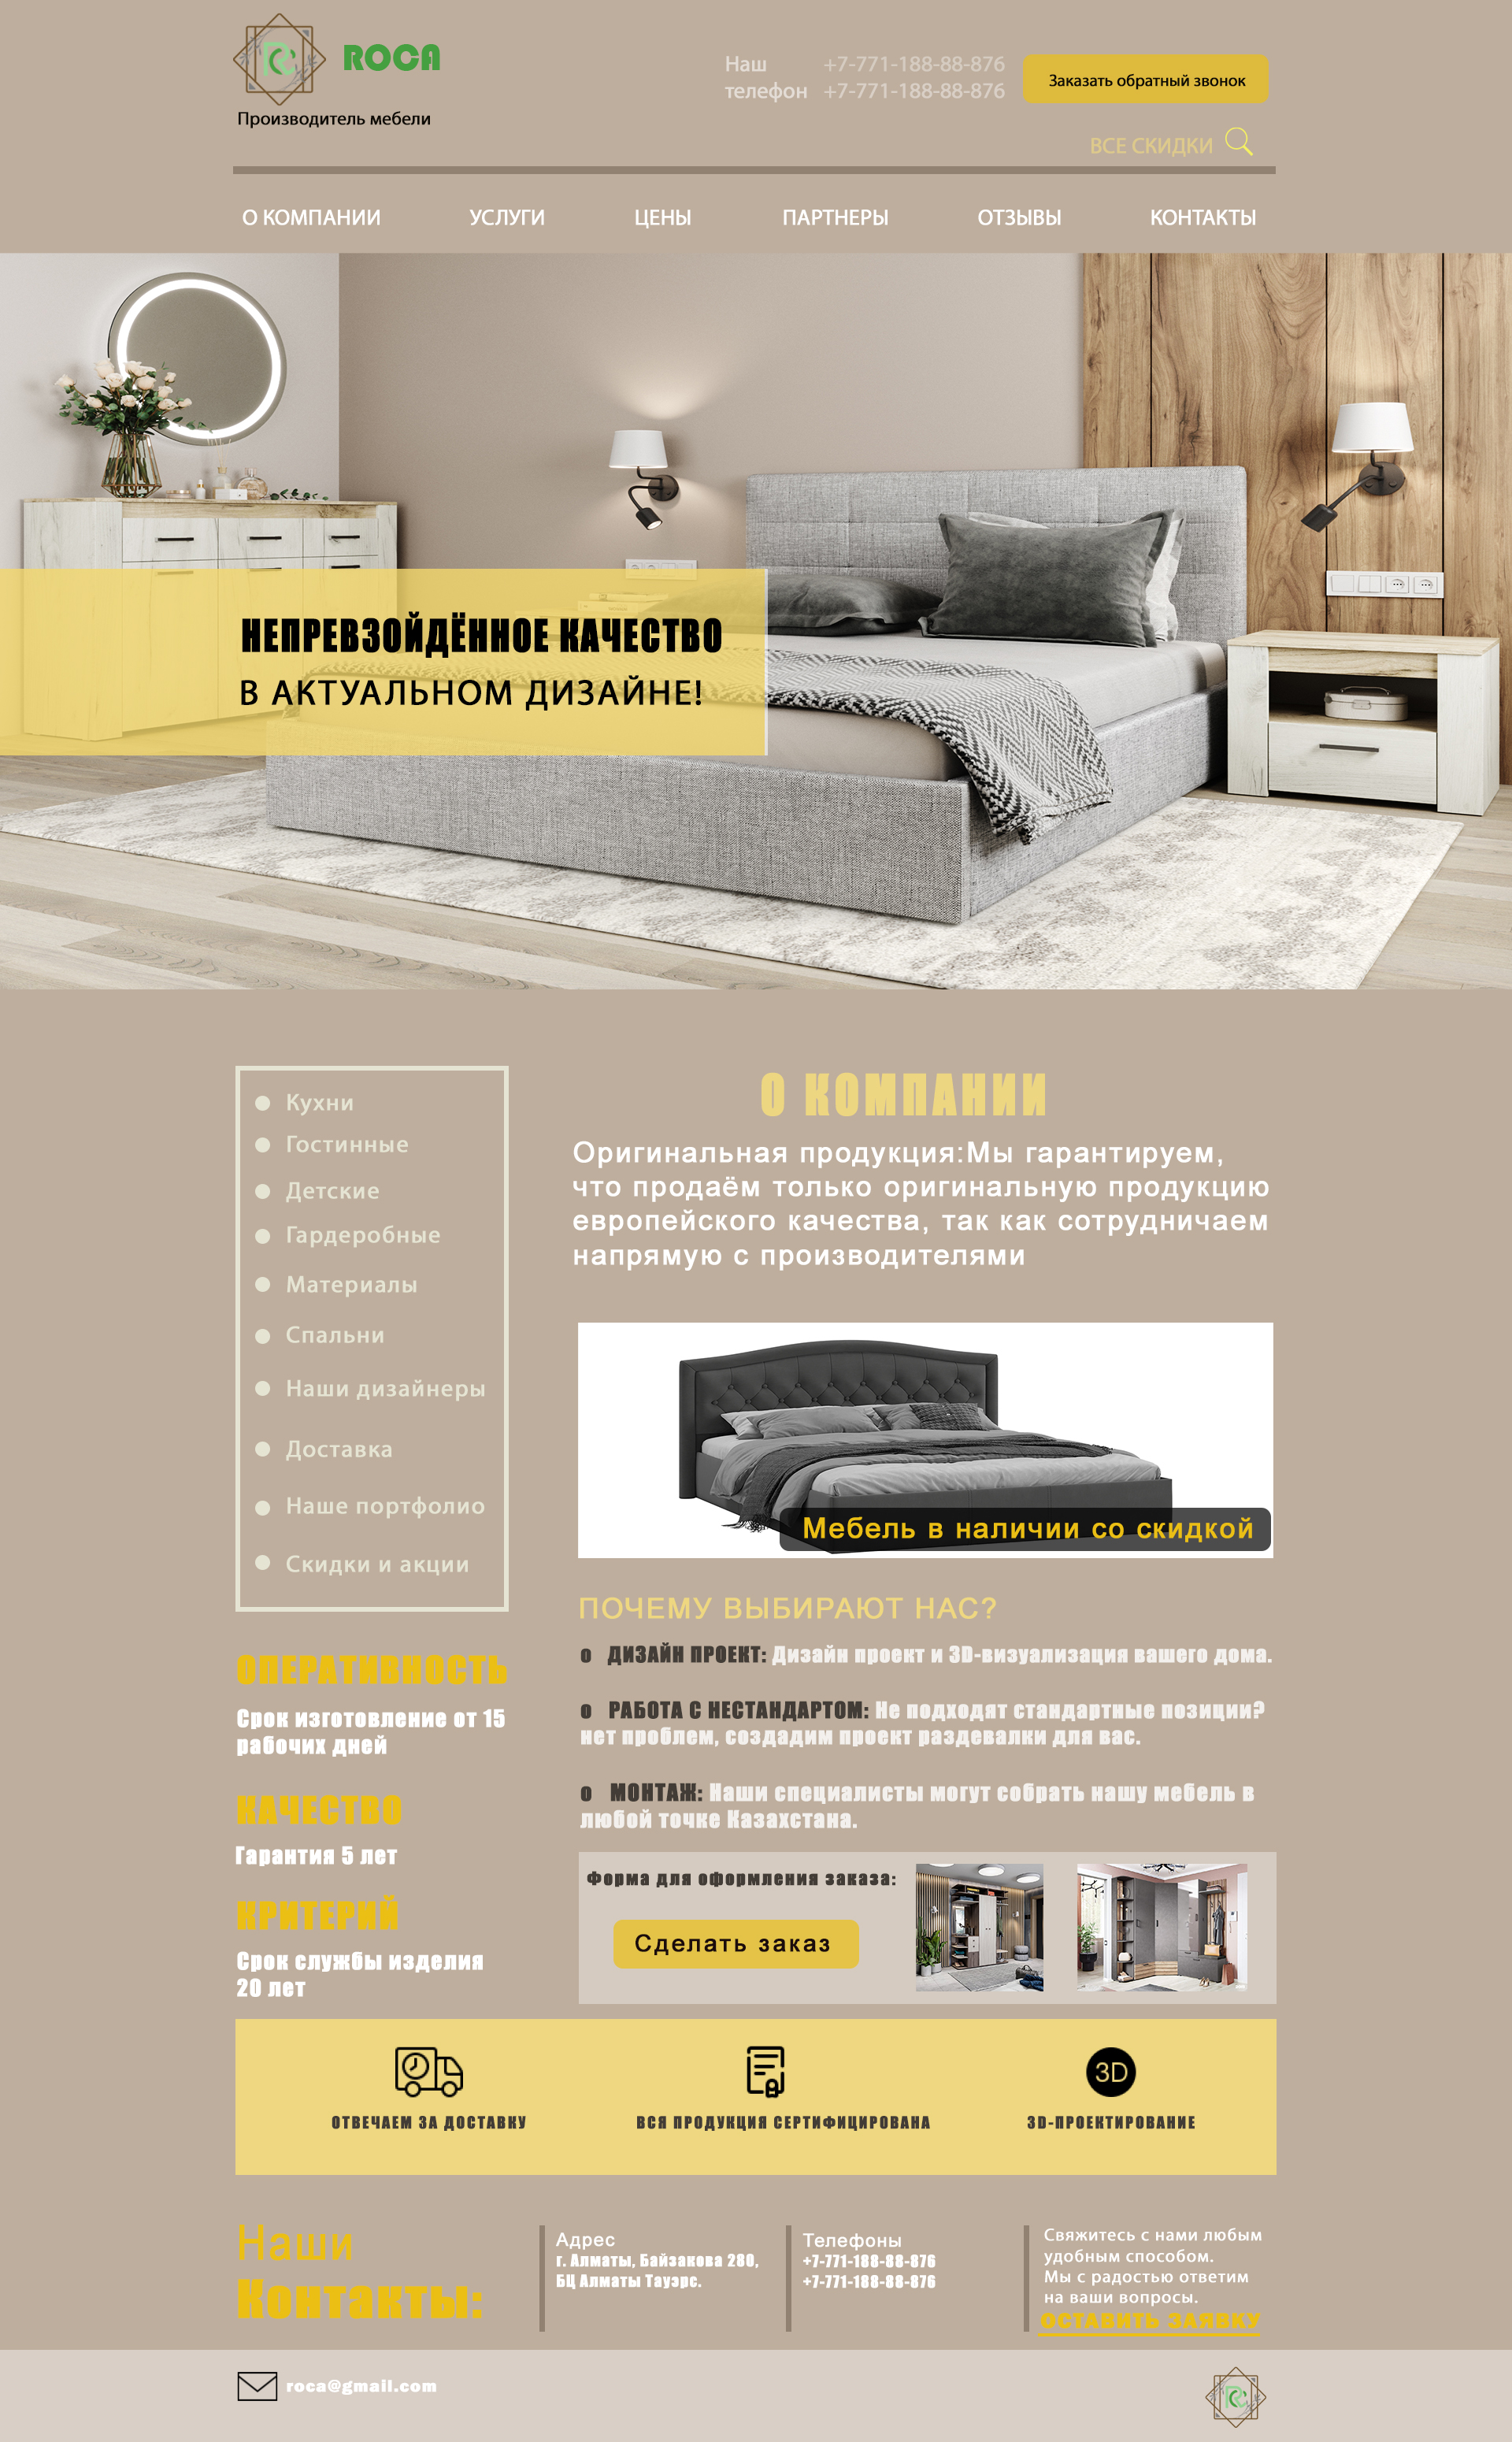 ROCA
Производитель мебели
Наш +7-771-188-88-876
телефон +7-771-188-88-876
Заказать обратный звонок
ВСЕ СКИДКИ
О КОМПАНИИ УСЛУГИ ЦЕНЫ ПАРТНЕРЫ ОТЗЫВЫ КОНТАКТЫ
НЕПРЕВЗОЙДЁННОЕ КАЧЕСТВО
В АКТУАЛЬНОМ ДИЗАЙНЕ!
Кухни
Гостинные
Детские
Гардеробные
Материалы
Спальни
Наши дизайнеры
Доставка
Наше портфолио
Скидки и акции
ОПЕРАТИВНОСТЬ
Срок изготовление от 15
рабочих дней
КАЧЕСТВО
Гарантия 5 лет
КРИТЕРИЙ
Срок службы изделия
20 лет
О КОМПАНИИ
Оригинальная продукция:Мы гарантируем,
что продаём только оригинальную продукцию
европейского качества, так как сотрудничаем
напрямую с производителями
Мебель в наличии со скидкой
ПОЧЕМУ ВЫБИРАЮТ НАС?
о ДИЗАЙН ПРОЕКТ: Дизайн проект и 3D-визуализация вашего дома.
о РАБОТА С НЕСТАНДАРТОМ: Не подходят стандартные позиции?
нет проблем, создадим проект раздевалки для вас.
о МОНТАЖ: Наши специалисты могут собрать нашу мебель в
любой точке Казахстана.
Форма для оформления заказа:
Сделать заказ
3D
ОТВЕЧАЕМ ЗА ДОСТАВКУ ВСЯ ПРОДУКЦИЯ СЕРТИФИЦИРОВАНА 3D-ПРОЕКТИРОВАНИЕ
Наши
Контакты:
Адрес
г. Алматы, Байзакова 280,
БЦ Алматы Тауэрс.
Телефоны
+7-771-188-88-876
+7-771-188-88-876
Свяжитесь с нами любым
удобным способом.
Мы с радостью ответим
на ваши вопросы.
ОСТАВИТЬ ЗАЯВКУ
roca@gmail.com